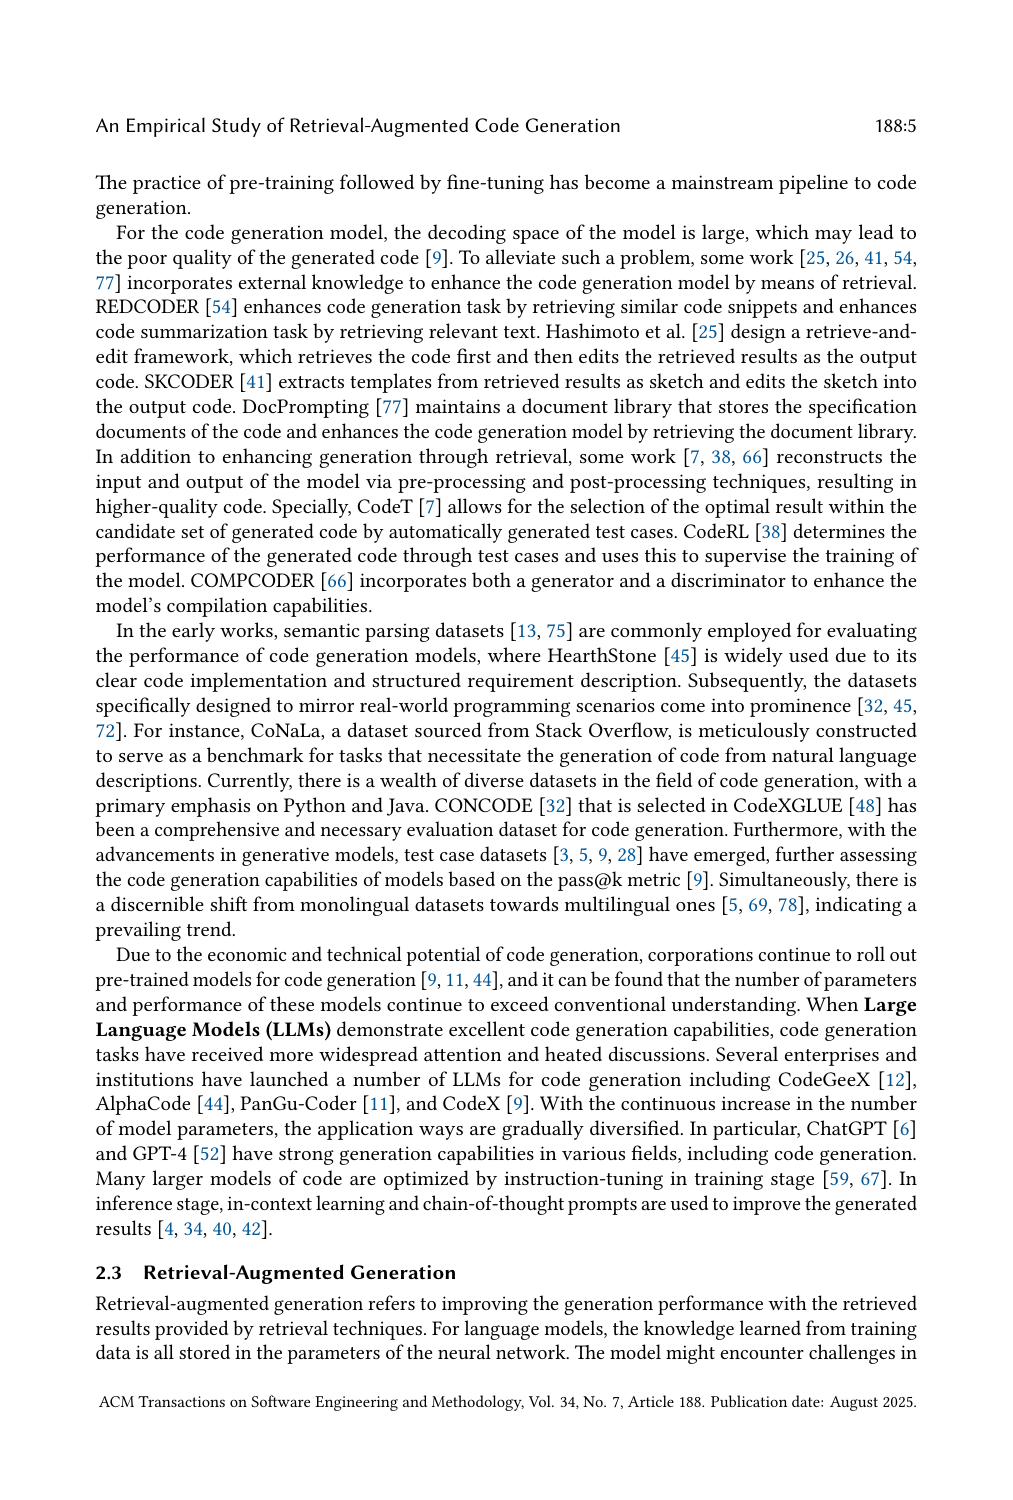 An Empirical Study of Retrieval-Augmented Code Generation 188:5
The practice of pre-training followed by fine-tuning has become a mainstream pipeline to code
generation.
For the code generation model, the decoding space of the model is large, which may lead to
the poor quality of the generated code [9]. To alleviate such a problem, some work [25, 26, 41, 54,
77] incorporates external knowledge to enhance the code generation model by means of retrieval.
REDCODER [54] enhances code generation task by retrieving similar code snippets and enhances
code summarization task by retrieving relevant text. Hashimoto et al. [25] design a retrieve-and-
edit framework, which retrieves the code first and then edits the retrieved results as the output
code. SKCODER [41] extracts templates from retrieved results as sketch and edits the sketch into
the output code. DocPrompting [77] maintains a document library that stores the specification
documents of the code and enhances the code generation model by retrieving the document library.
In addition to enhancing generation through retrieval, some work [7, 38, 66] reconstructs the
input and output of the model via pre-processing and post-processing techniques, resulting in
higher-quality code. Specially, CodeT [7] allows for the selection of the optimal result within the
candidate set of generated code by automatically generated test cases. CodeRL [38] determines the
performance of the generated code through test cases and uses this to supervise the training of
the model. COMPCODER [66] incorporates both a generator and a discriminator to enhance the
model's compilation capabilities.
In the early works, semantic parsing datasets [13, 75] are commonly employed for evaluating
the performance of code generation models, where HearthStone [45] is widely used due to its
clear code implementation and structured requirement description. Subsequently, the datasets
specifically designed to mirror real-world programming scenarios come into prominence [32, 45,
72]. For instance, CoNaLa, a dataset sourced from Stack Overflow, is meticulously constructed
to serve as a benchmark for tasks that necessitate the generation of code from natural language
descriptions. Currently, there is a wealth of diverse datasets in the field of code generation, with a
primary emphasis on Python and Java. CONCODE [32] that is selected in CodeXGLUE [48] has
been a comprehensive and necessary evaluation dataset for code generation. Furthermore, with the
advancements in generative models, test case datasets [3, 5, 9, 28] have emerged, further assessing
the code generation capabilities of models based on the pass@k metric [9]. Simultaneously, there is
a discernible shift from monolingual datasets towards multilingual ones [5, 69, 78], indicating a
prevailing trend.
Due to the economic and technical potential of code generation, corporations continue to roll out
pre-trained models for code generation [9, 11, 44], and it can be found that the number of parameters
and performance of these models continue to exceed conventional understanding. When Large
Language Models (LLMs) demonstrate excellent code generation capabilities, code generation
tasks have received more widespread attention and heated discussions. Several enterprises and
institutions have launched a number of LLMs for code generation including CodeGeeX [12],
AlphaCode [44], PanGu-Coder [11], and CodeX [9]. With the continuous increase in the number
of model parameters, the application ways are gradually diversified. In particular, ChatGPT [6]
and GPT-4 [52] have strong generation capabilities in various fields, including code generation.
Many larger models of code are optimized by instruction-tuning in training stage [59, 67]. In
inference stage, in-context learning and chain-of-thought prompts are used to improve the generated
results [4, 34, 40, 42].
2.3 Retrieval-Augmented Generation
Retrieval-augmented generation refers to improving the generation performance with the retrieved
results provided by retrieval techniques. For language models, the knowledge learned from training
data is all stored in the parameters of the neural network. The model might encounter challenges in
ACM Transactions on Software Engineering and Methodology, Vol. 34, No. 7, Article 188. Publication date: August 2025.